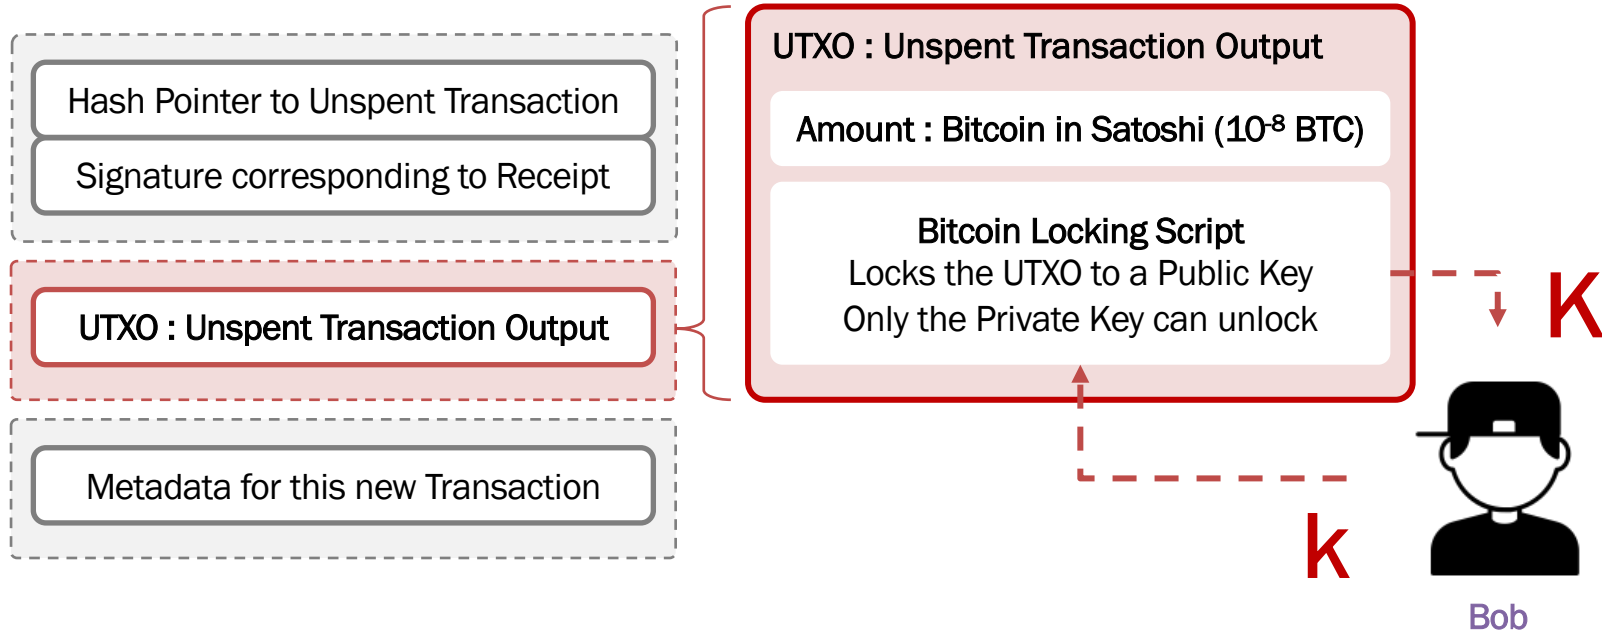 Hash Pointer to Unspent Transaction
Signature corresponding to Receipt
UTXO : Unspent Transaction Output
Metadata for this new Transaction
UTXO : Unspent Transaction Output
Amount : Bitcoin in Satoshi (10⁻⁸ BTC)
Bitcoin Locking Script
Locks the UTXO to a Public Key
Only the Private Key can unlock
K
k
Bob